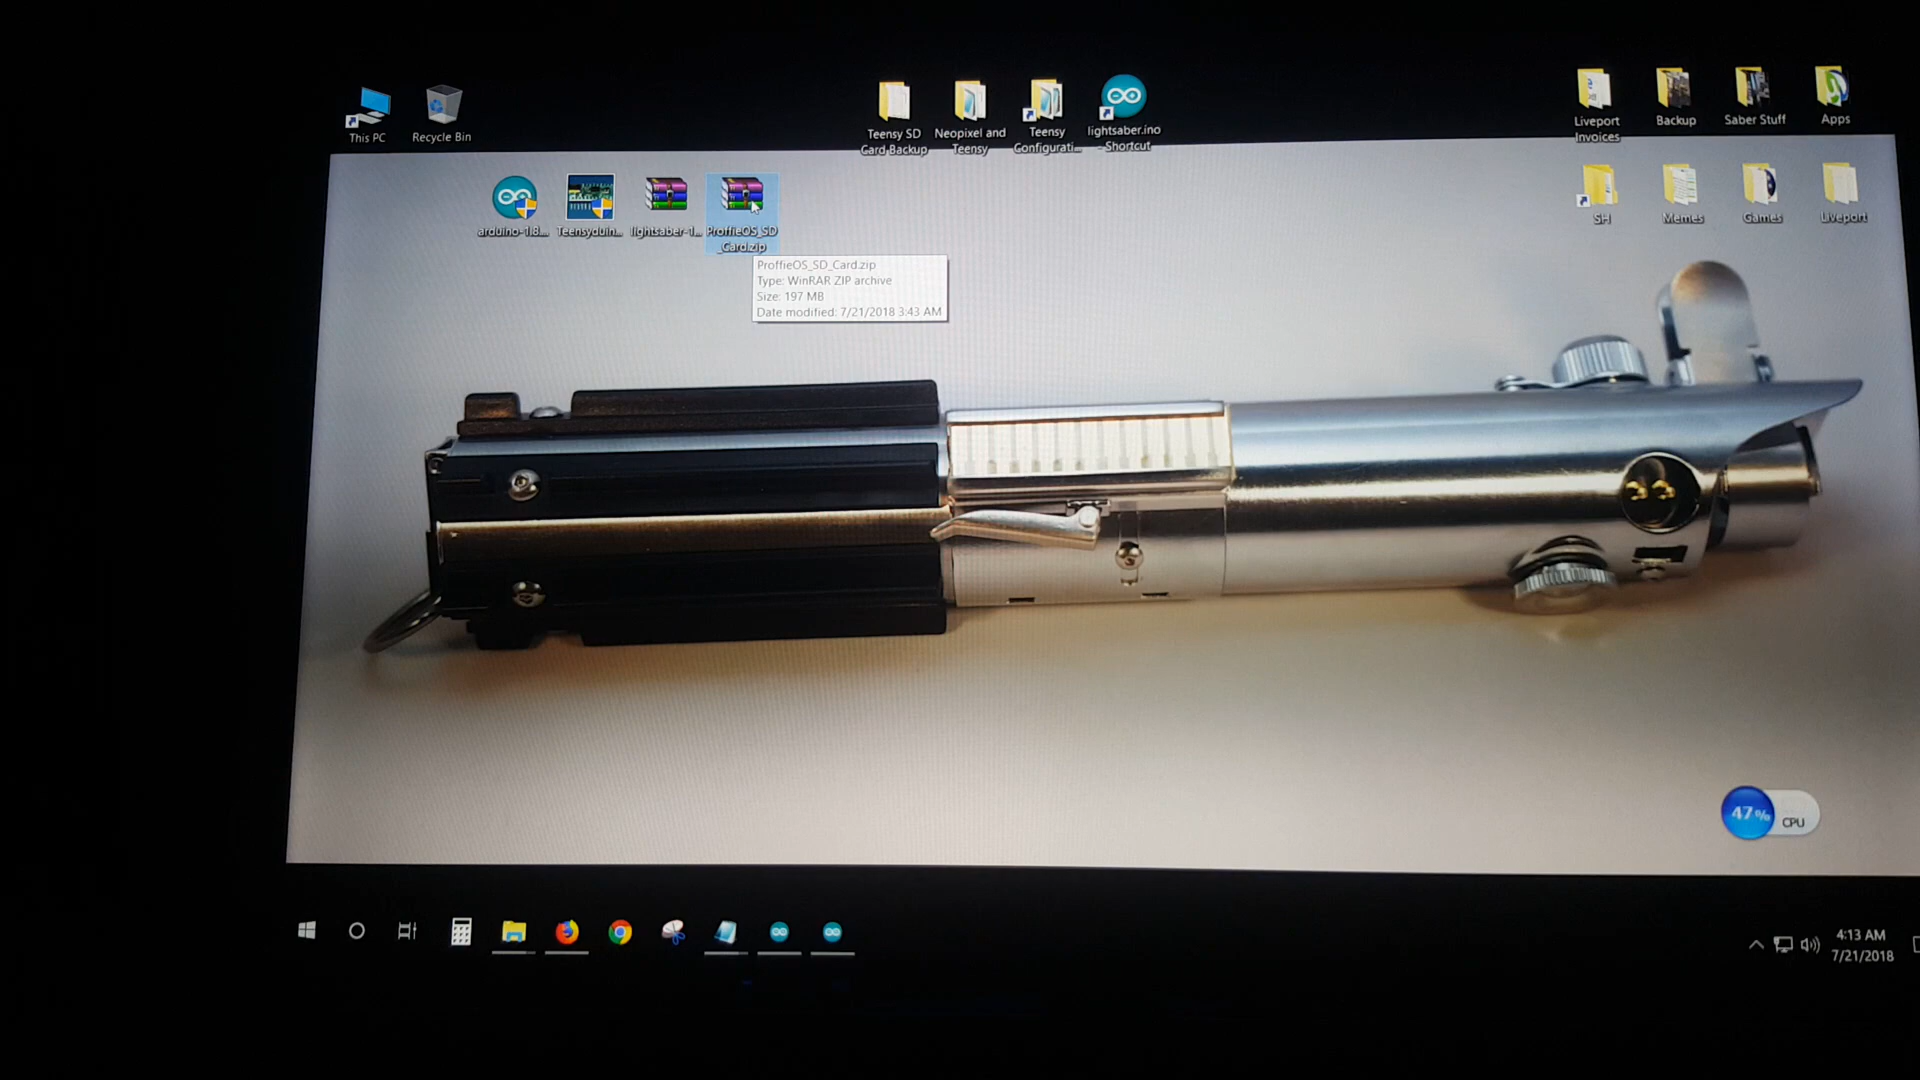 This PC
Recycle Bin
Teensy SD
Card Backup
Neopixel and
Teensy
Teensy
Configurati...
lightsaber.ino
- Shortcut
Liveport
Invoices
Backup
Saber Stuff
Apps
arduino-1.8...
Teensyduin...
lightsaber-1...
ProffieOS_SD
_Card.zip
SH
Memes
Games
Liveport
ProffieOS_SD_Card.zip
Type: WinRAR ZIP archive
Size: 197 MB
Date modified: 7/21/2018 3:43 AM
47%
CPU
4:13 AM
7/21/2018